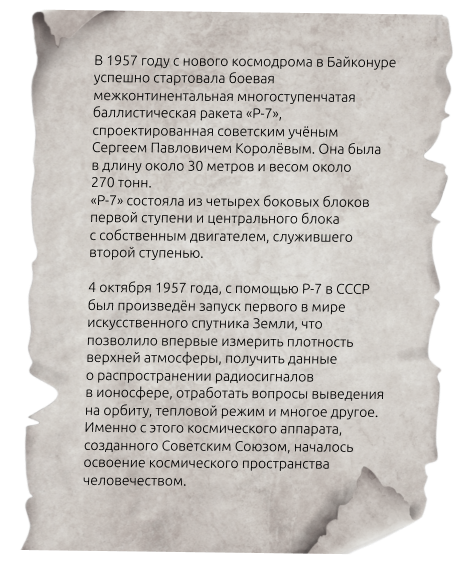 В 1957 году с нового космодрома в Байконуре
успешно стартовала боевая
межконтинентальная многоступенчатая
баллистическая ракета «Р-7»,
спроектированная советским учёным
Сергеем Павловичем Королёвым. Она была
в длину около 30 метров и весом около
270 тонн.
«Р-7» состояла из четырех боковых блоков
первой ступени и центрального блока
с собственным двигателем, служившего
второй ступенью.
4 октября 1957 года, с помощью Р-7 в СССР
был произведён запуск первого в мире
искусственного спутника Земли, что
позволило впервые измерить плотность
верхней атмосферы, получить данные
о распространении радиосигналов
в ионосфере, отработать вопросы выведения
на орбиту, тепловой режим и многое другое.
Именно с этого космического аппарата,
созданного Советским Союзом, началось
освоение космического пространства
человечеством.